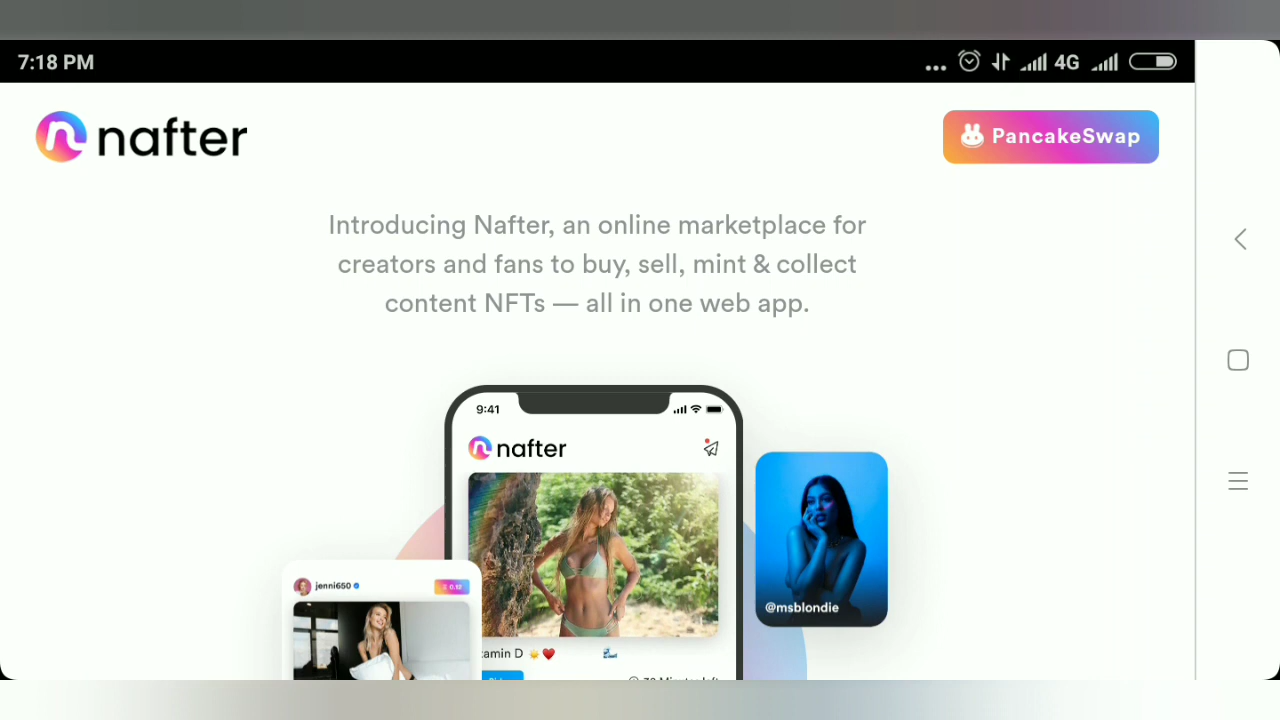 7:18 PM
4G
nafter
PancakeSwap
Introducing Nafter, an online marketplace for
creators and fans to buy, sell, mint & collect
content NFTs — all in one web app.
9:41
nafter
@msblondie
jenni650
tamin D